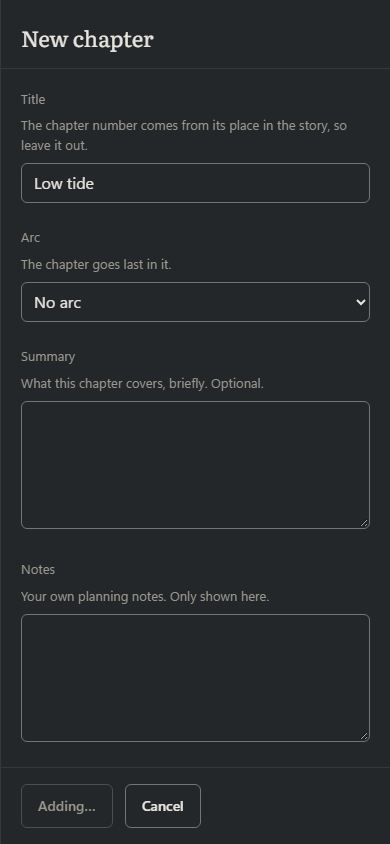 New chapter
Title
The chapter number comes from its place in the story, so
leave it out.
Low tide
Arc
The chapter goes last in it.
No arc
Summary
What this chapter covers, briefly. Optional.
Notes
Your own planning notes. Only shown here.
Adding...
Cancel